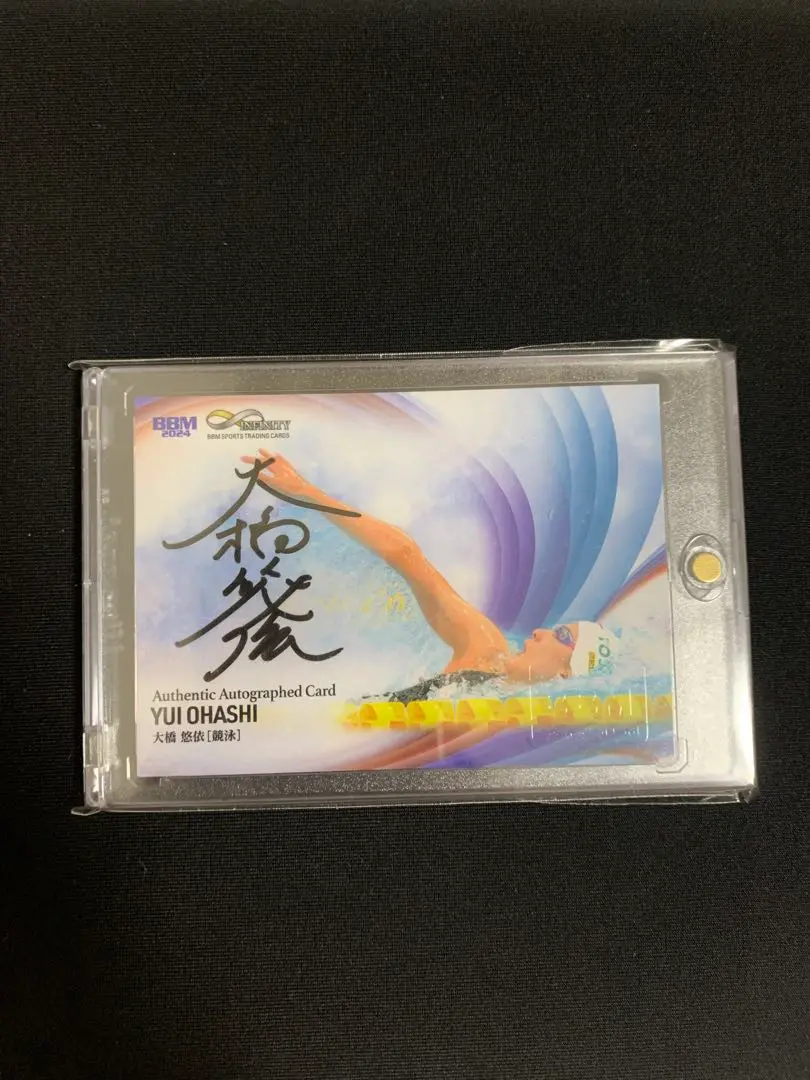 BBM
2024
INFINITY
BBM SPORTS TRADING CARDS
大橋
悠依
Authentic Autographed Card
YUI OHASHI
大橋 悠依[競泳]